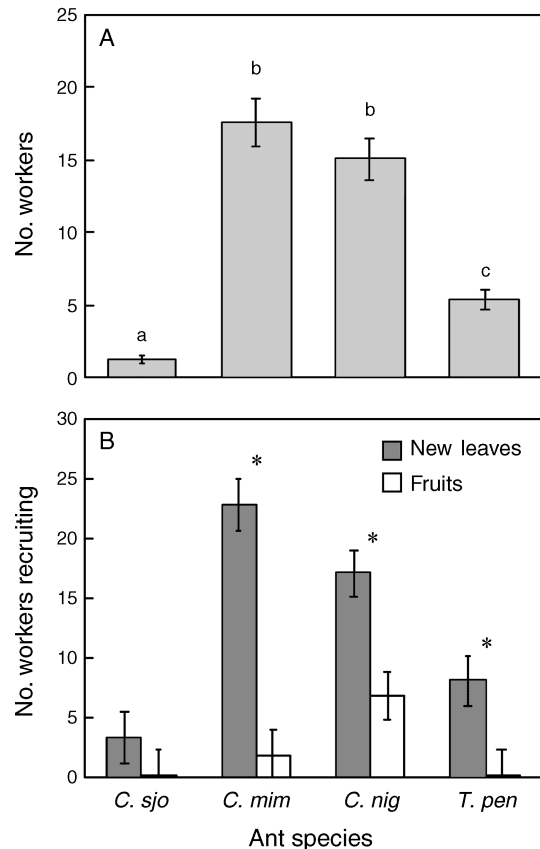 A
No. workers
25
20
15
10
5
0
a
b
b
c
B
No. workers recruiting
30
25
20
15
10
5
0
New leaves
Fruits
*
*
*
C. sjo C. mim C. nig T. pen
Ant species